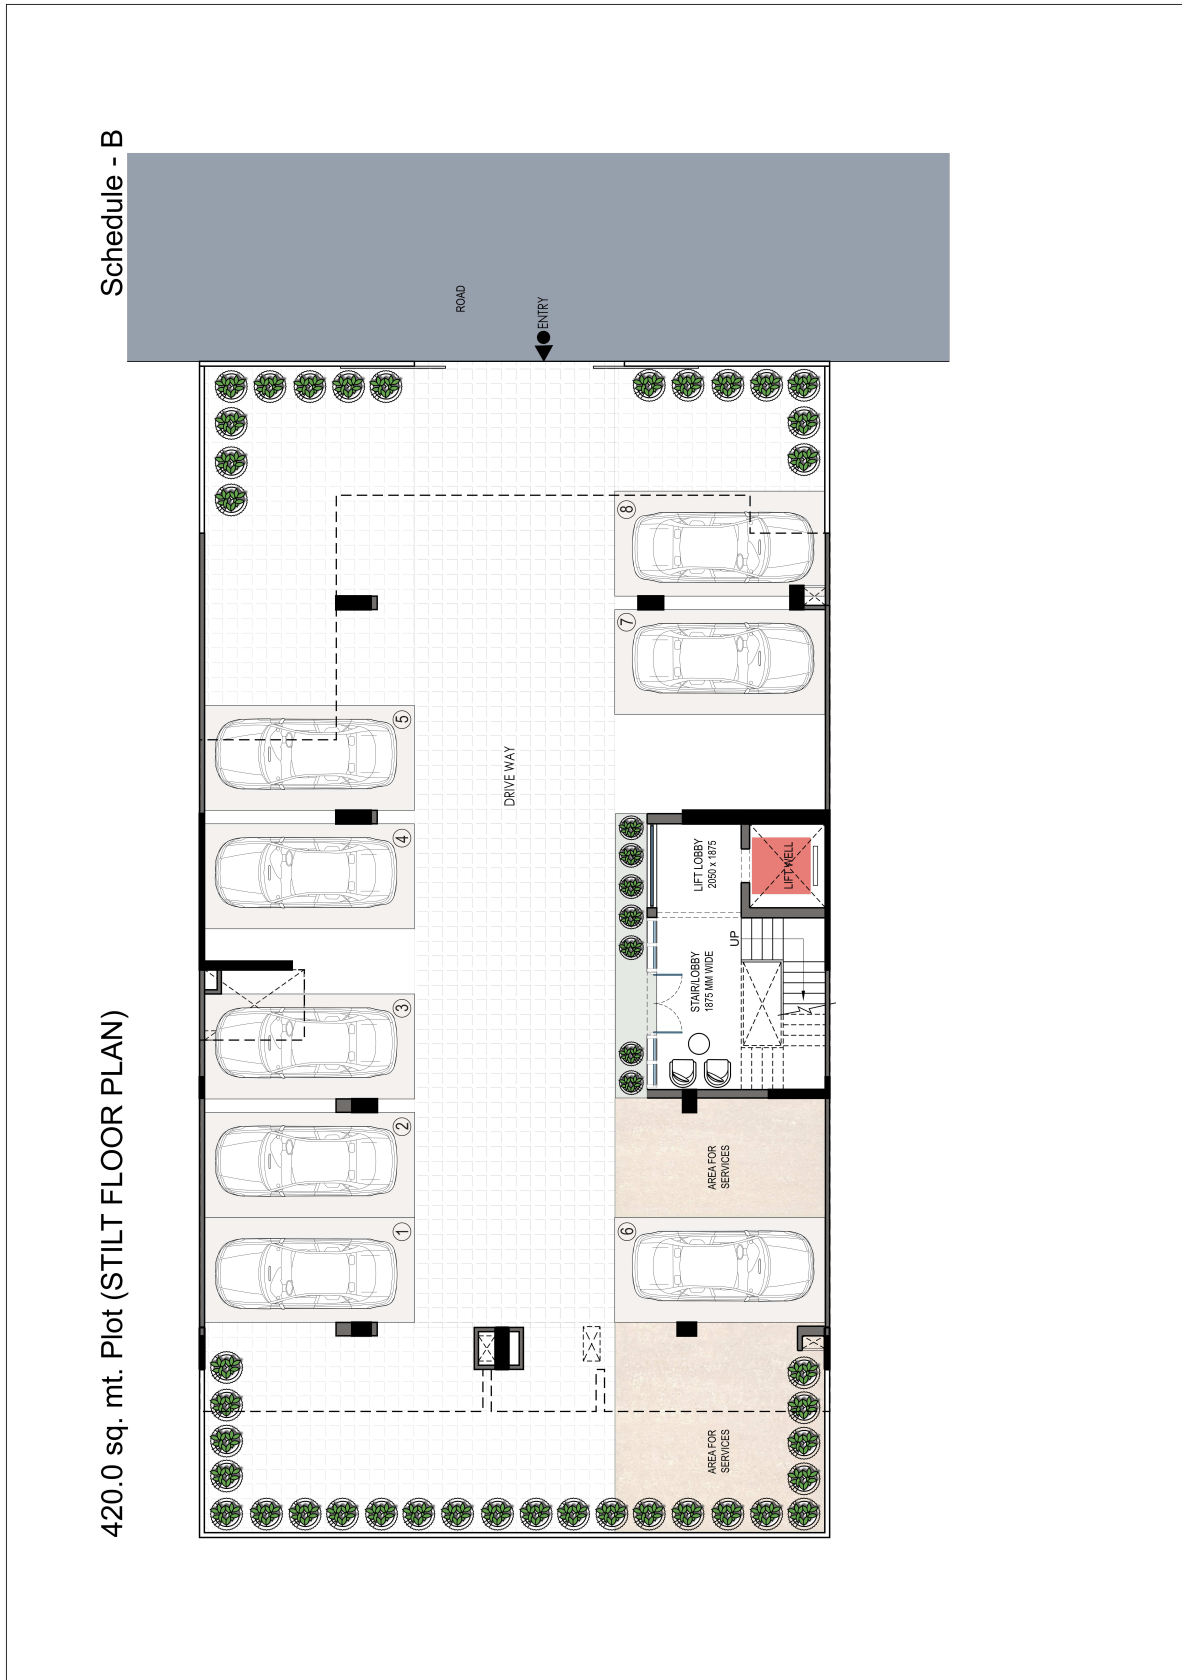 420.0 sq. mt. Plot (STILT FLOOR PLAN)
Schedule - B
ROAD
ENTRY
DRIVE WAY
1
2
3
4
5
6
7
8
LIFT LOBBY
2050 x 1875
LIFT WELL
UP
STAIR/LOBBY
1875 MM WIDE
AREA FOR
SERVICES
AREA FOR
SERVICES